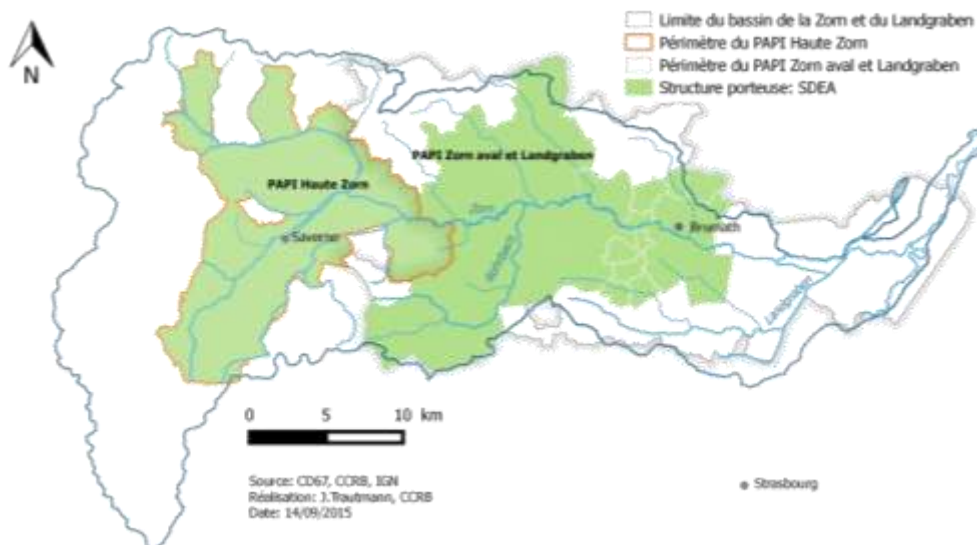 Limite du bassin de la Zorn et du Landgraben
Périmètre du PAPI Haute Zorn
Périmètre du PAPI Zorn aval et Landgraben
Structure porteuse: SDEA
N
PAPI Zorn aval et Landgraben
PAPI Haute Zorn
Zorn
Saverne
Brumath
Rohrbach
Landgraben
0 5 10 km
Source: CD67, CCRB, IGN
Réalisation: J.Trautmann, CCRB
Date: 14/09/2015
Strasbourg